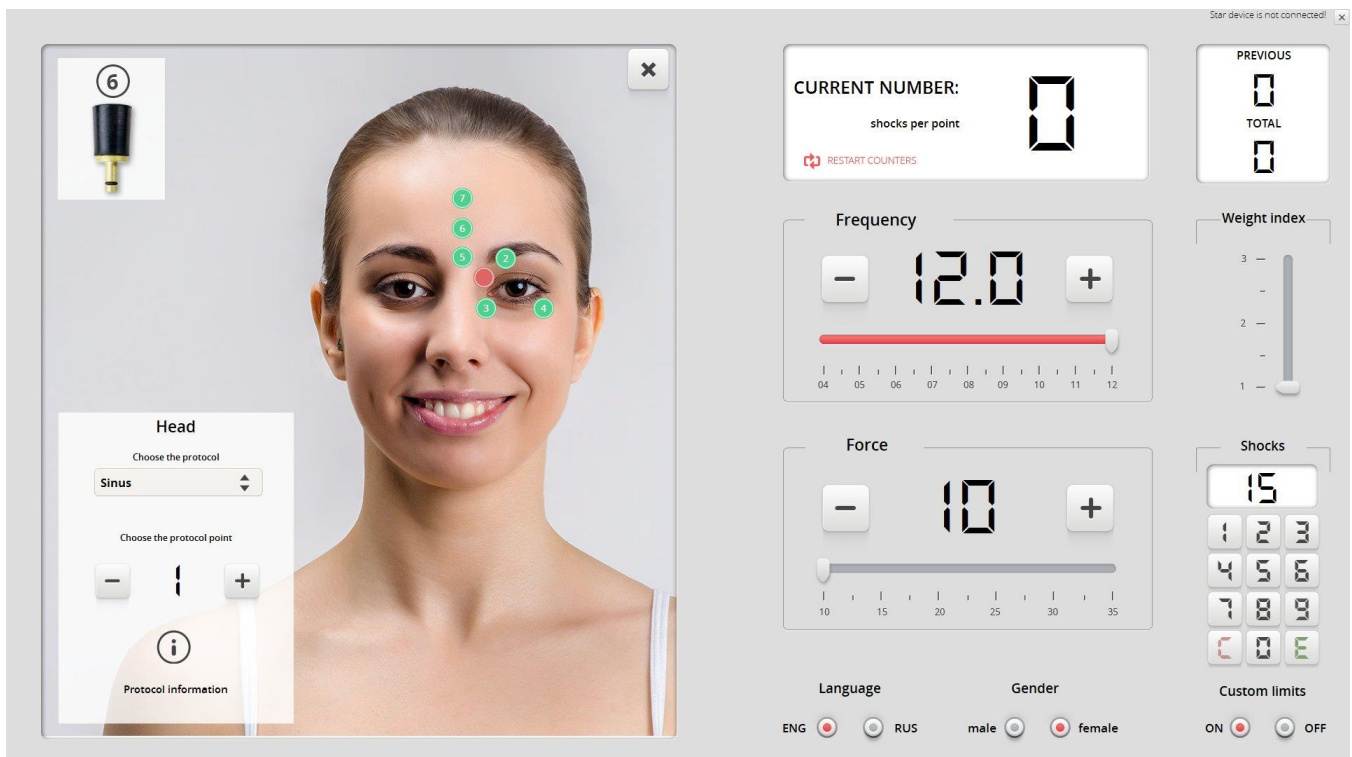 Star device is not connected!
6
7
6
5
2
3
4
Head
Choose the protocol
Sinus
Choose the protocol point
− 1 +
i
Protocol information
CURRENT NUMBER:
shocks per point
0
RESTART COUNTERS
PREVIOUS
0
TOTAL
0
Frequency
− 12.0 +
04 05 06 07 08 09 10 11 12
Weight index
3
2
1
Force
− 10 +
10 15 20 25 30 35
Shocks
15
1 2 3
4 5 6
7 8 9
C 0 E
Language
ENG RUS
Gender
male female
Custom limits
ON OFF